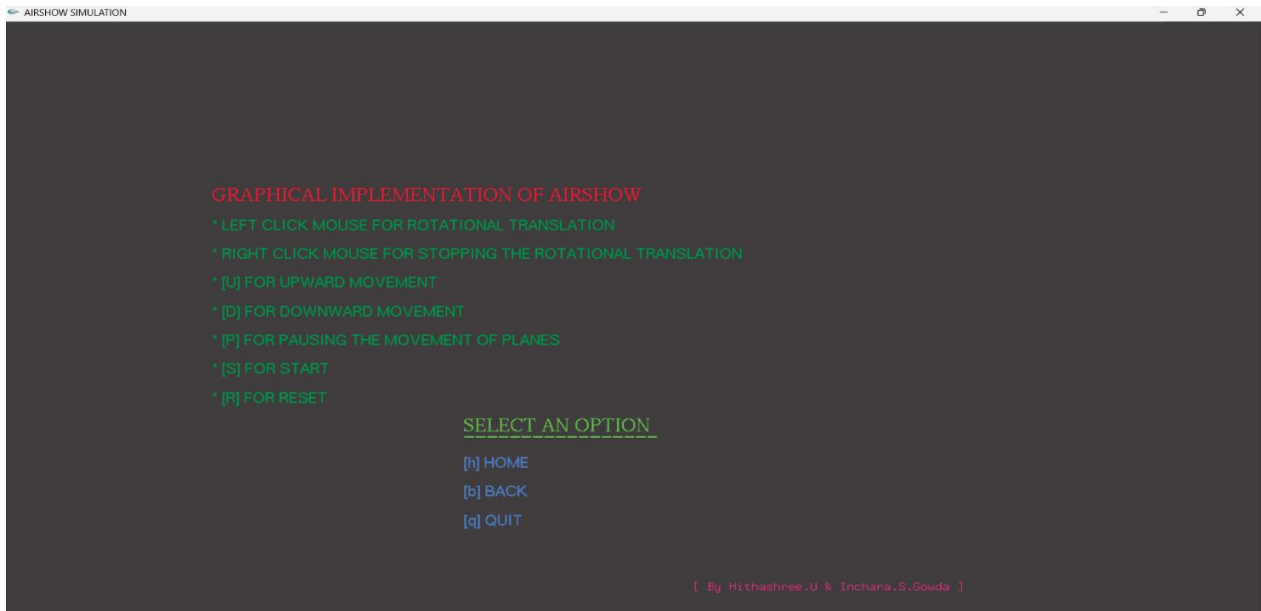 AIRSHOW SIMULATION
GRAPHICAL IMPLEMENTATION OF AIRSHOW
* LEFT CLICK MOUSE FOR ROTATIONAL TRANSLATION
* RIGHT CLICK MOUSE FOR STOPPING THE ROTATIONAL TRANSLATION
* [U] FOR UPWARD MOVEMENT
* [D] FOR DOWNWARD MOVEMENT
* [P] FOR PAUSING THE MOVEMENT OF PLANES
* [S] FOR START
* [R] FOR RESET
SELECT AN OPTION
[h] HOME
[b] BACK
[q] QUIT
[ By Hithashree.U & Inchara.S.Gowda ]